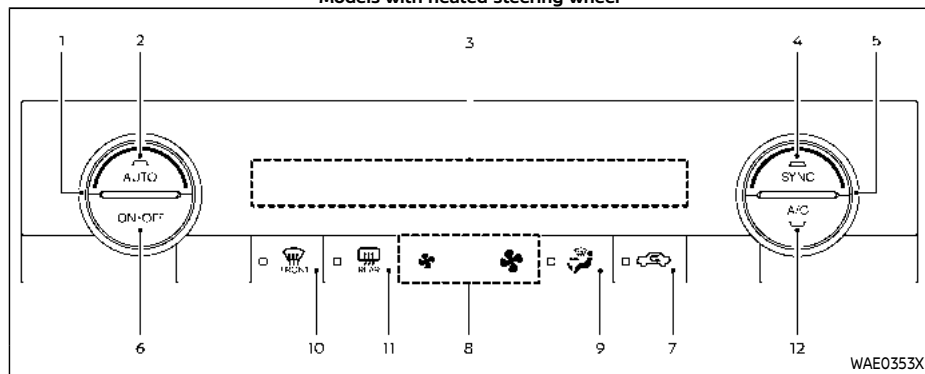 Models with heated steering wheel
1 2 3 4 5
AUTO SYNC
ON•OFF A/C
FRONT REAR
6 10 11 8 9 7 12
WAE0353X